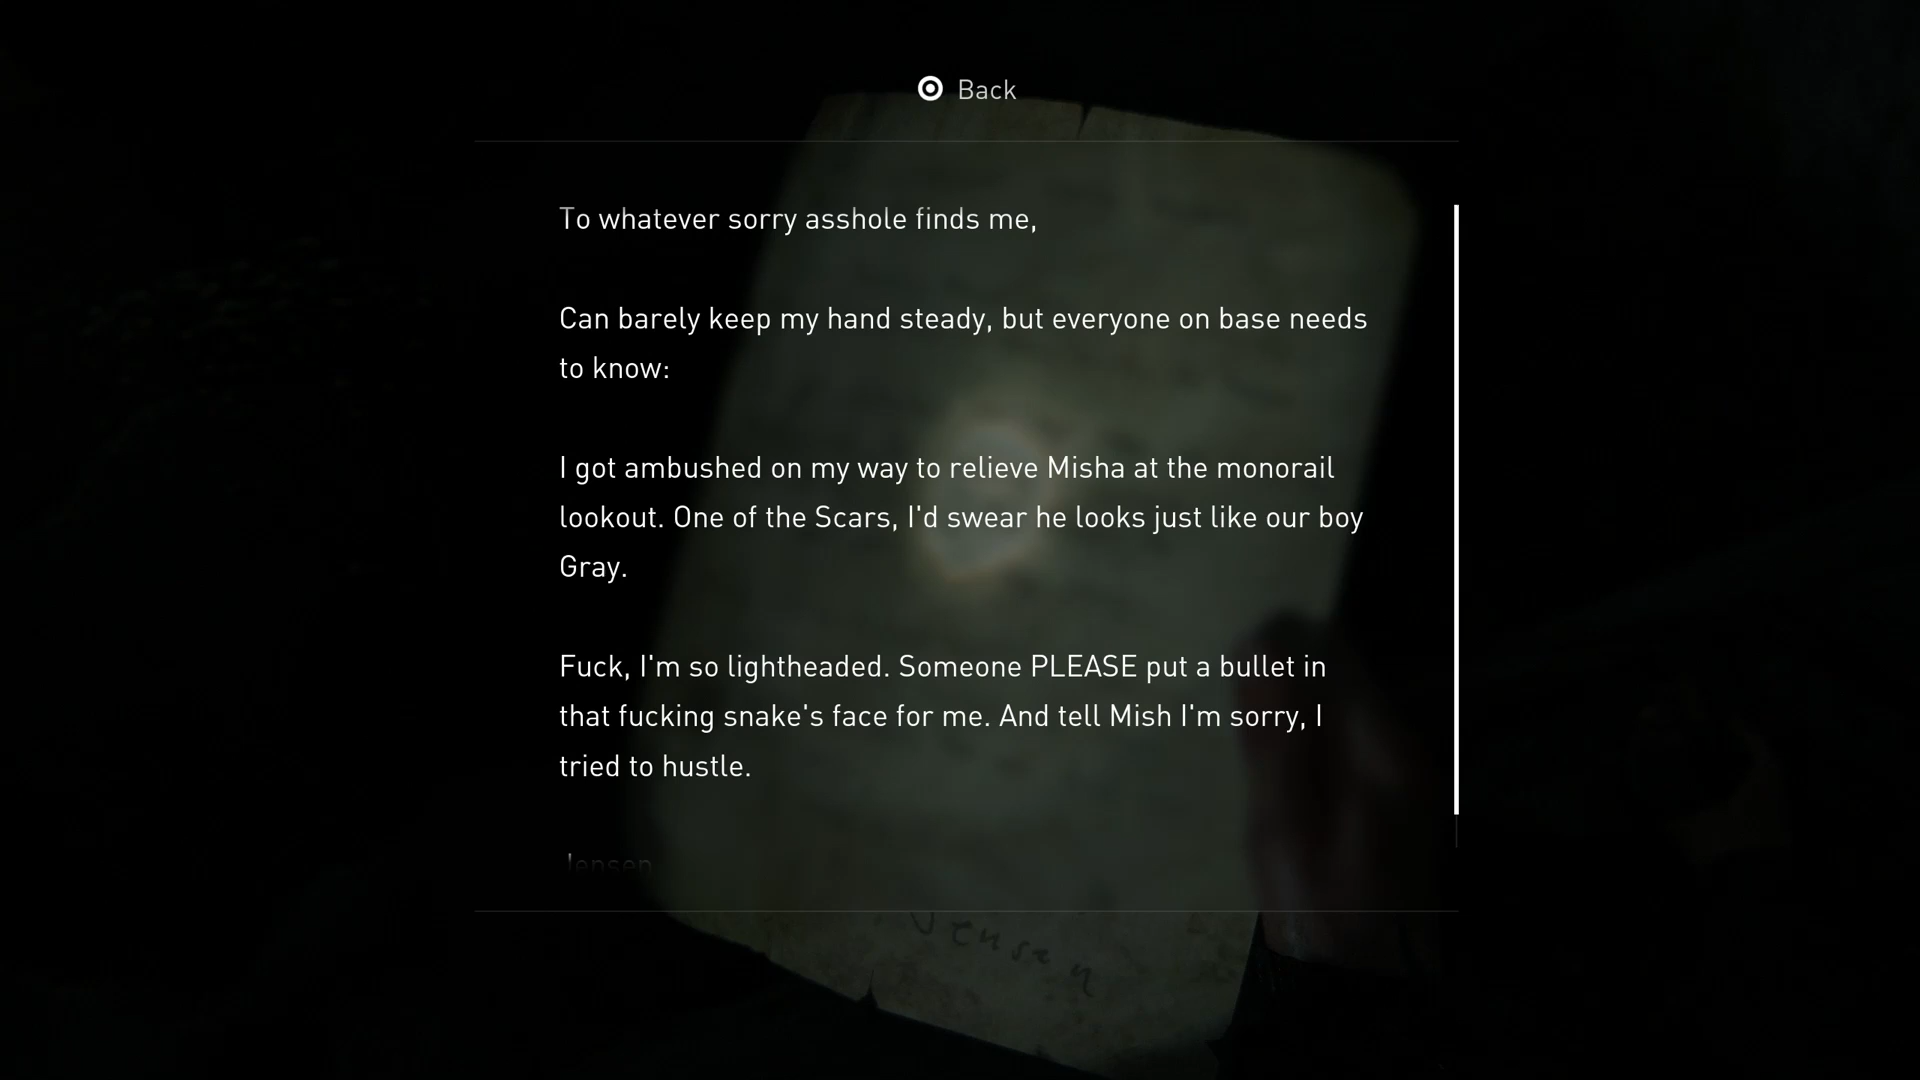 Back
To whatever sorry asshole finds me,
Can barely keep my hand steady, but everyone on base needs
to know:
I got ambushed on my way to relieve Misha at the monorail
lookout. One of the Scars, I'd swear he looks just like our boy
Gray.
Fuck, I'm so lightheaded. Someone PLEASE put a bullet in
that fucking snake's face for me. And tell Mish I'm sorry, I
tried to hustle.
Jensen
Jensen